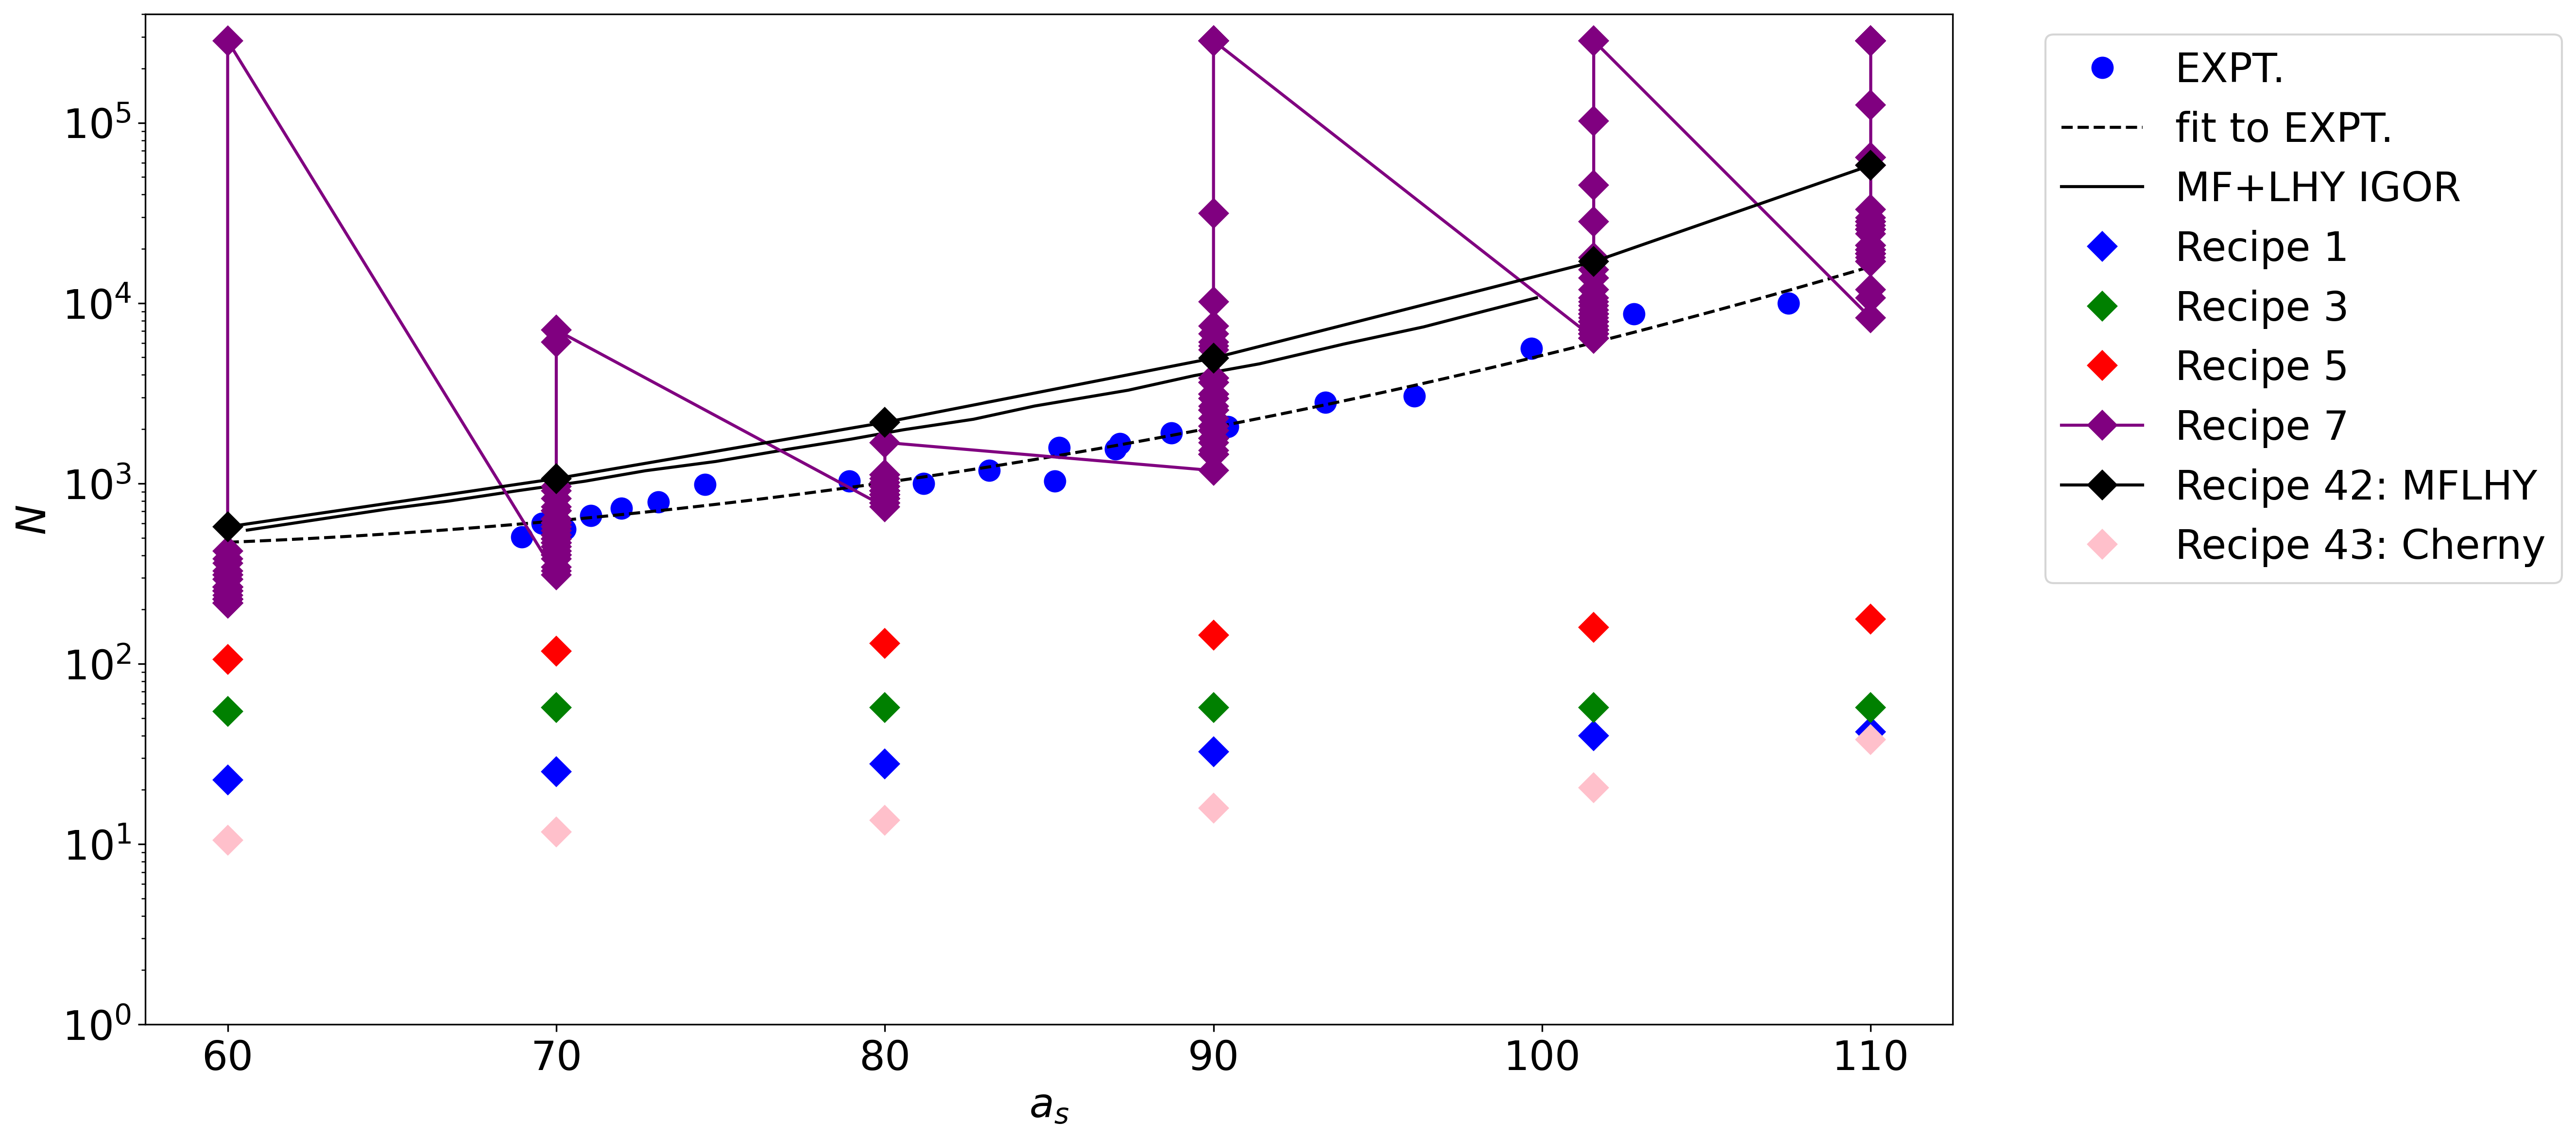 10^5
10^4
10^3
10^2
10^1
10^0
N
60 70 80 90 100 110
a_s
EXPT.
fit to EXPT.
MF+LHY IGOR
Recipe 1
Recipe 3
Recipe 5
Recipe 7
Recipe 42: MFLHY
Recipe 43: Cherny